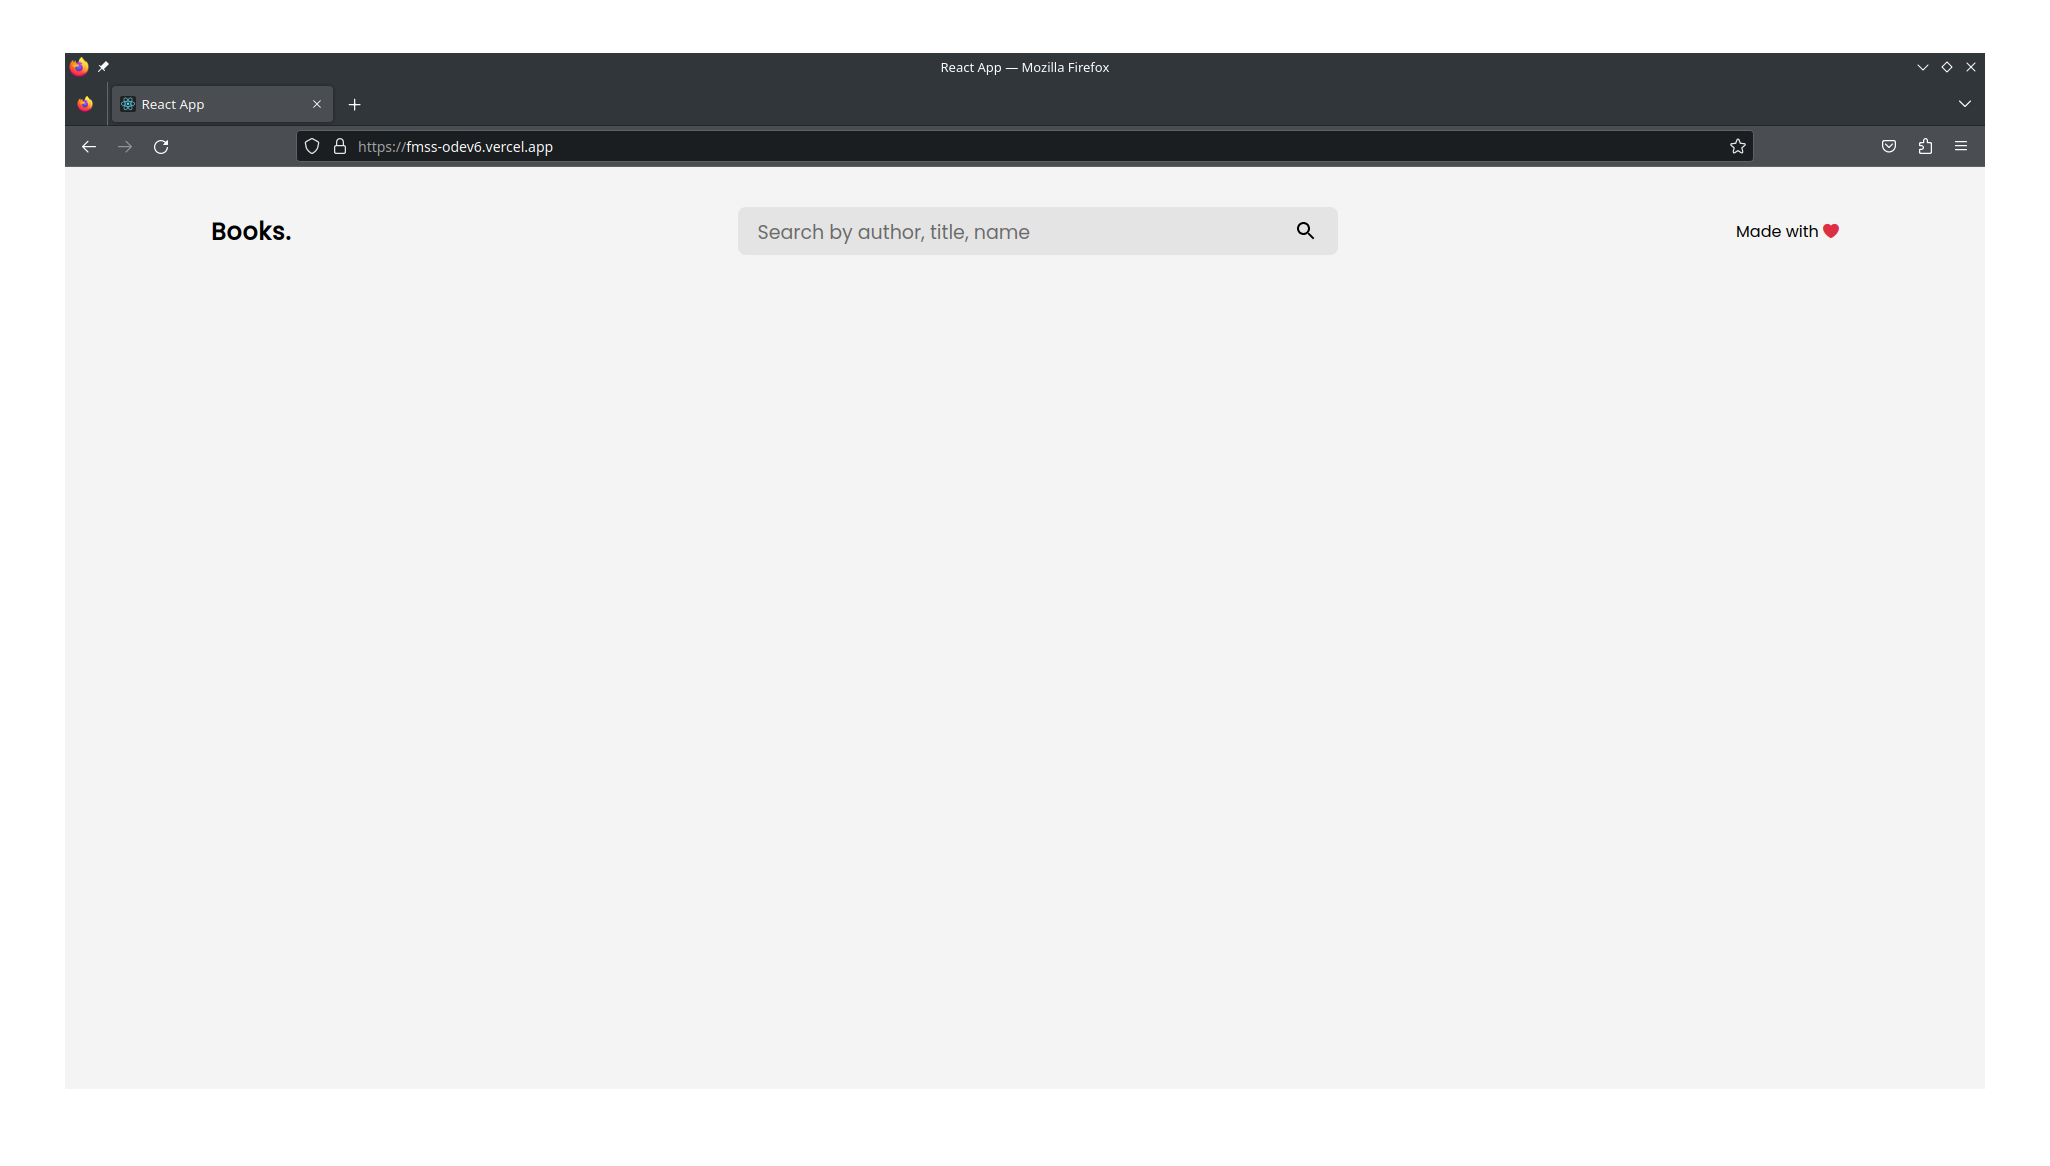 React App — Mozilla Firefox
React App
https://fmss-odev6.vercel.app
Books.
Search by author, title, name
Made with